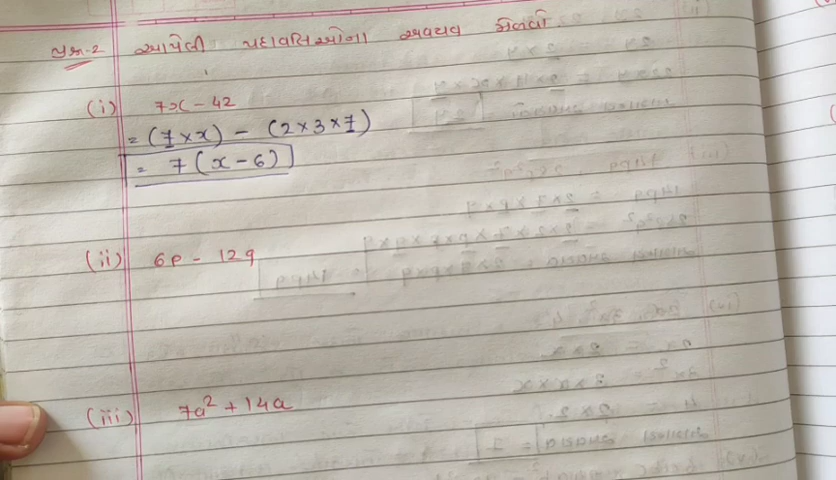 પ્રશ્ન-2 આપેલી પદાવલિઓના અવયવ મેળવો.
(i) 7x - 42
= (7 × x) - (2 × 3 × 7)
= 7 (x - 6)
(ii) 6p - 12q
(iii) 7a² + 14a